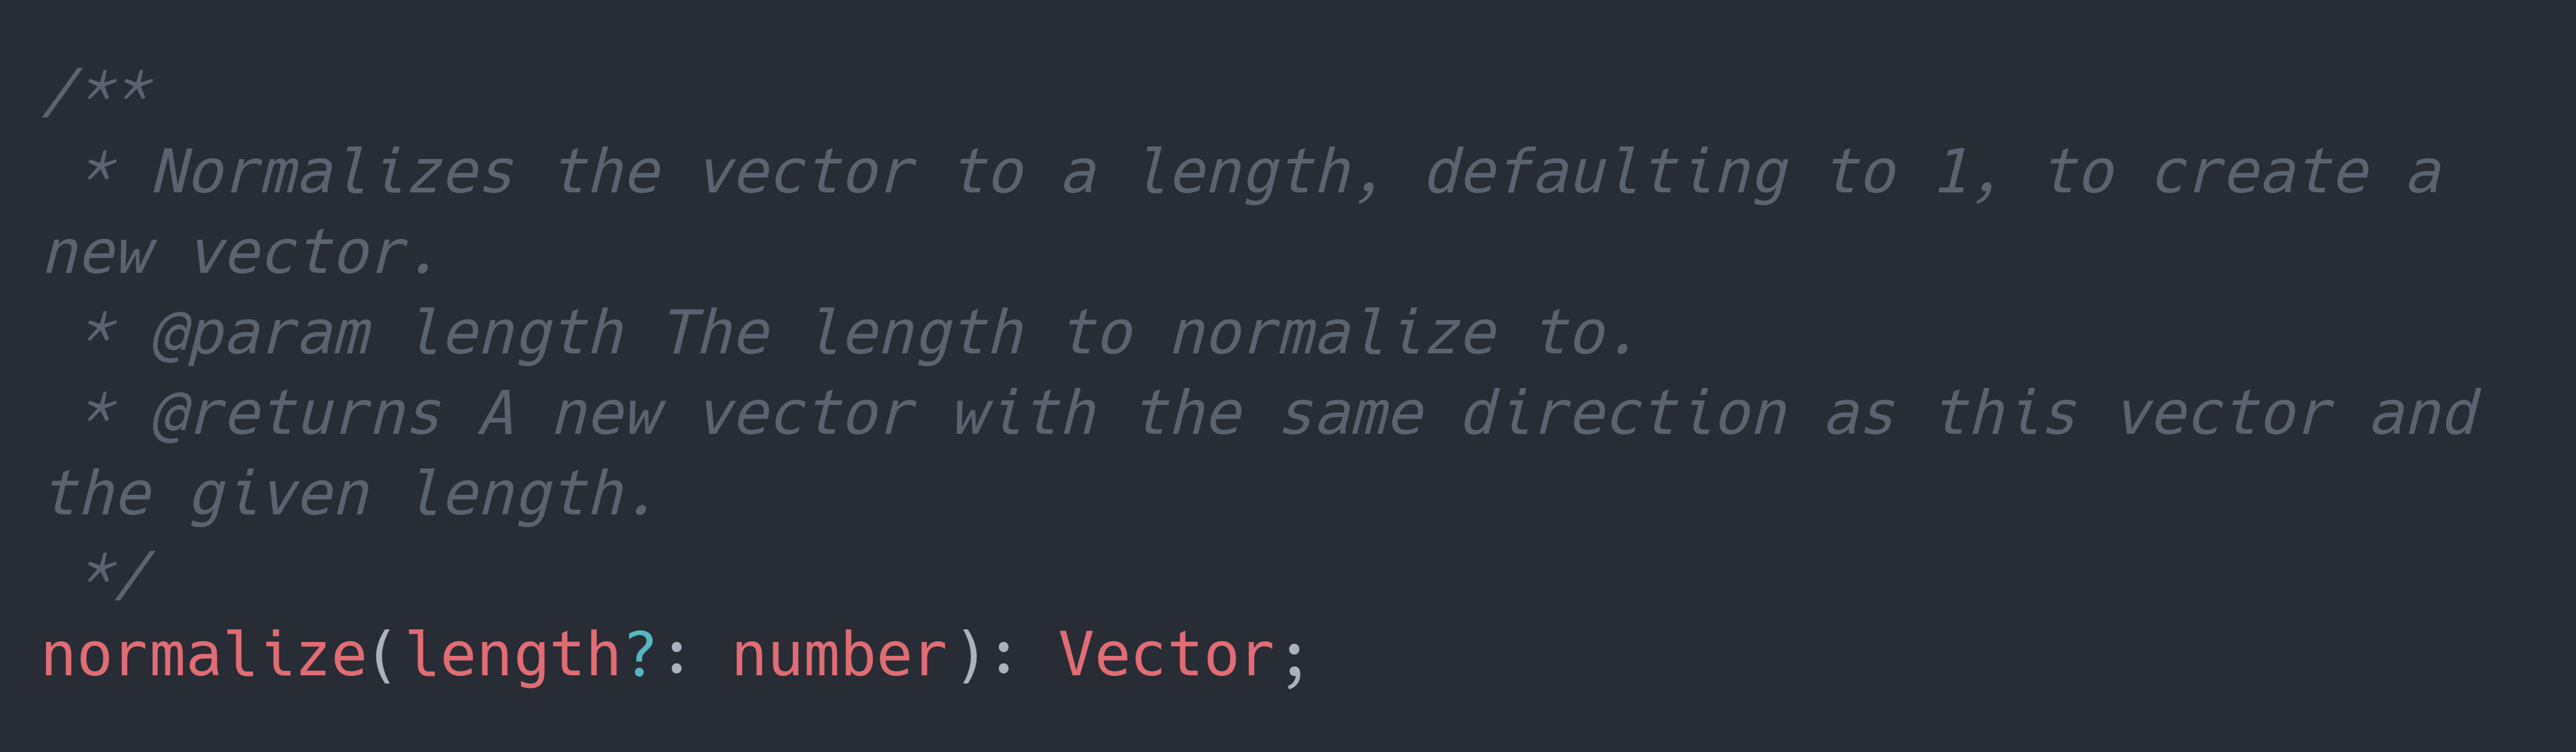 /**
 * Normalizes the vector to a length, defaulting to 1, to create a
new vector.
 * @param length The length to normalize to.
 * @returns A new vector with the same direction as this vector and
the given length.
 */
normalize(length?: number): Vector;